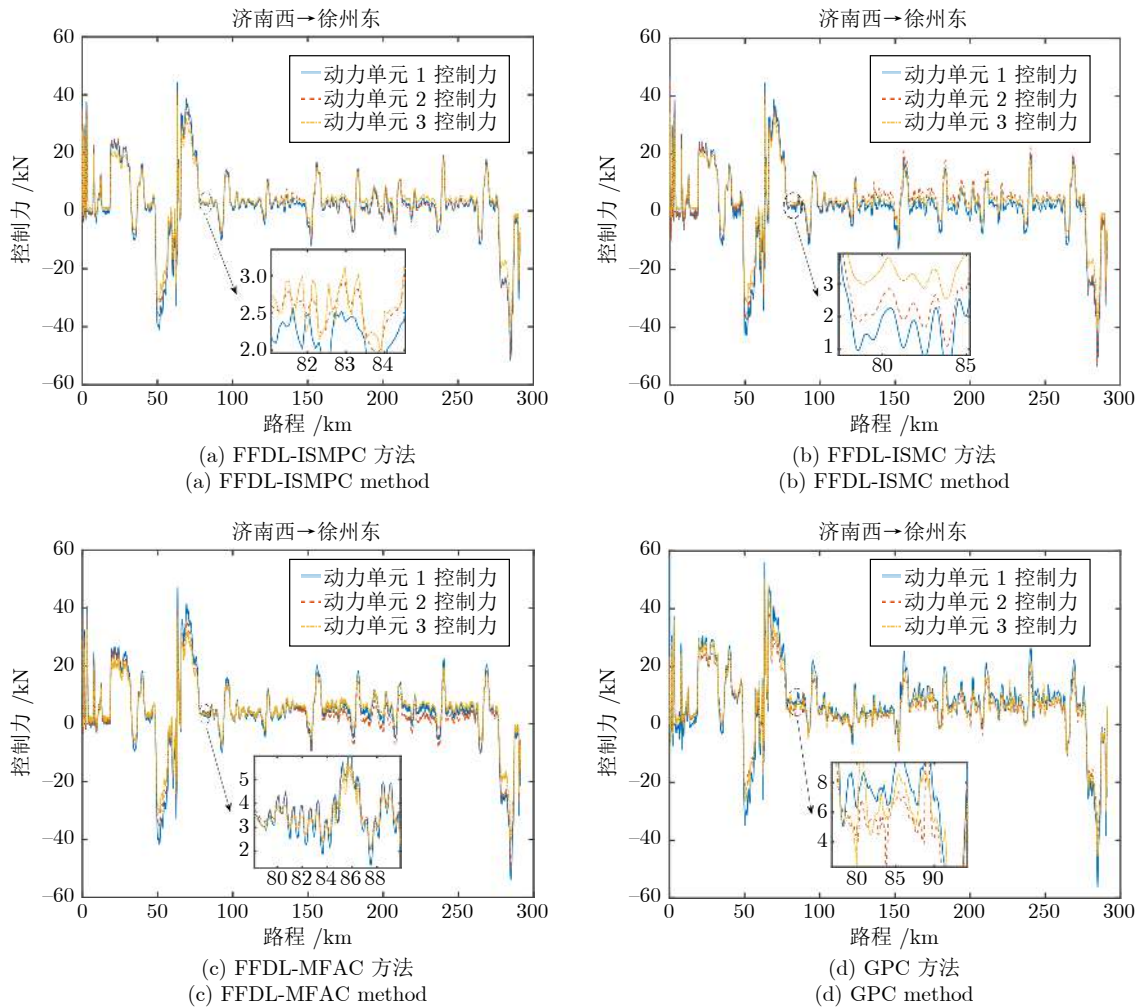 济南西→徐州东
60
40
20
0
−20
−40
−60
控制力 /kN
动力单元 1 控制力
动力单元 2 控制力
动力单元 3 控制力
3.0
2.5
2.0
82 83 84
0 50 100 150 200 250 300
路程 /km
(a) FFDL-ISMPC 方法
(a) FFDL-ISMPC method
济南西→徐州东
60
40
20
0
−20
−40
−60
控制力 /kN
动力单元 1 控制力
动力单元 2 控制力
动力单元 3 控制力
3
2
1
80 85
0 50 100 150 200 250 300
路程 /km
(b) FFDL-ISMC 方法
(b) FFDL-ISMC method
济南西→徐州东
60
40
20
0
−20
−40
−60
控制力 /kN
动力单元 1 控制力
动力单元 2 控制力
动力单元 3 控制力
5
4
3
2
80 82 84 86 88
0 50 100 150 200 250 300
路程 /km
(c) FFDL-MFAC 方法
(c) FFDL-MFAC method
济南西→徐州东
60
40
20
0
−20
−40
−60
控制力 /kN
动力单元 1 控制力
动力单元 2 控制力
动力单元 3 控制力
8
6
4
80 85 90
0 50 100 150 200 250 300
路程 /km
(d) GPC 方法
(d) GPC method